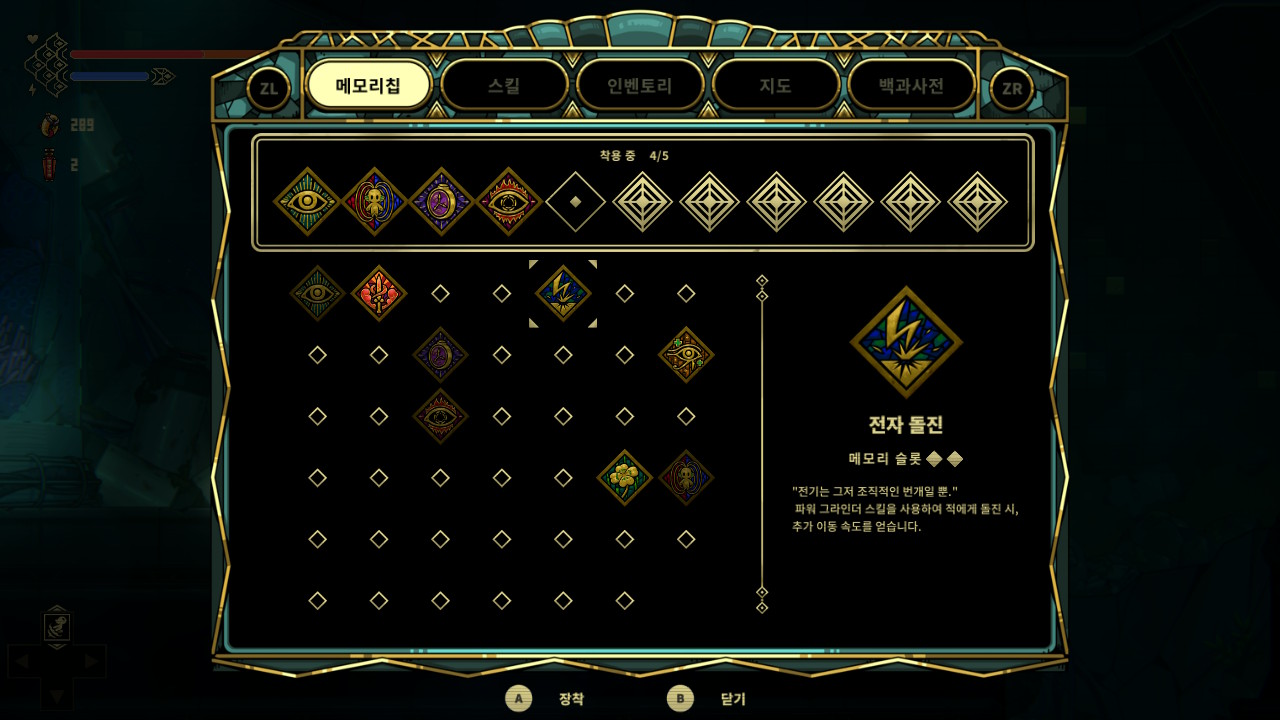 ZL
메모리칩
스킬
인벤토리
지도
백과사전
ZR
289
2
착용 중 4/5
전자 돌진
메모리 슬롯
"전기는 그저 조직적인 번개일 뿐."
파워 그라인더 스킬을 사용하여 적에게 돌진 시,
추가 이동 속도를 얻습니다.
A 장착
B 닫기